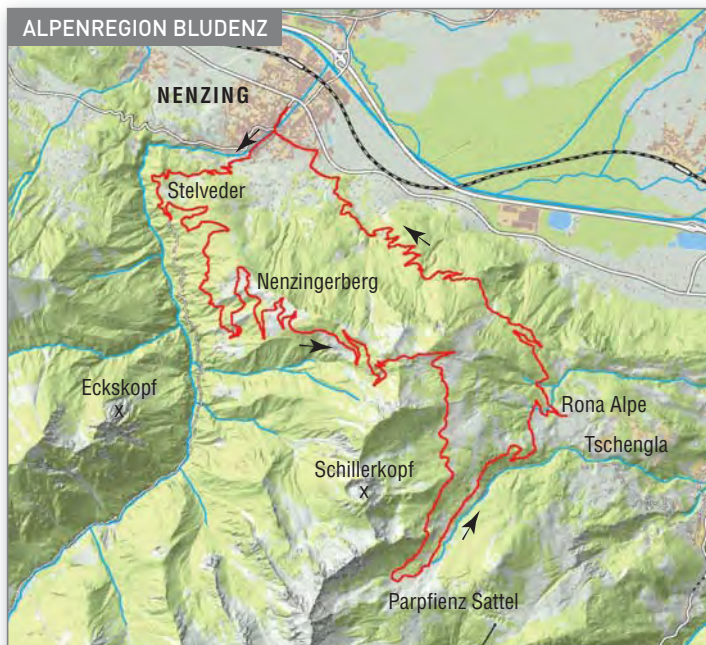 ALPENREGION BLUDENZ
NENZING
Stelveder
Nenzingerberg
Eckskopf
x
Rona Alpe
Tschengla
Schillerkopf
x
Parpfienz Sattel